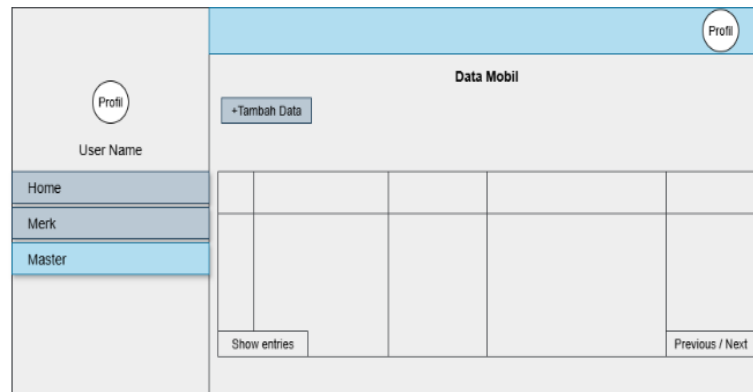 Profil
Data Mobil
Profil
+Tambah Data
User Name
Home
Merk
Master
Show entries
Previous / Next